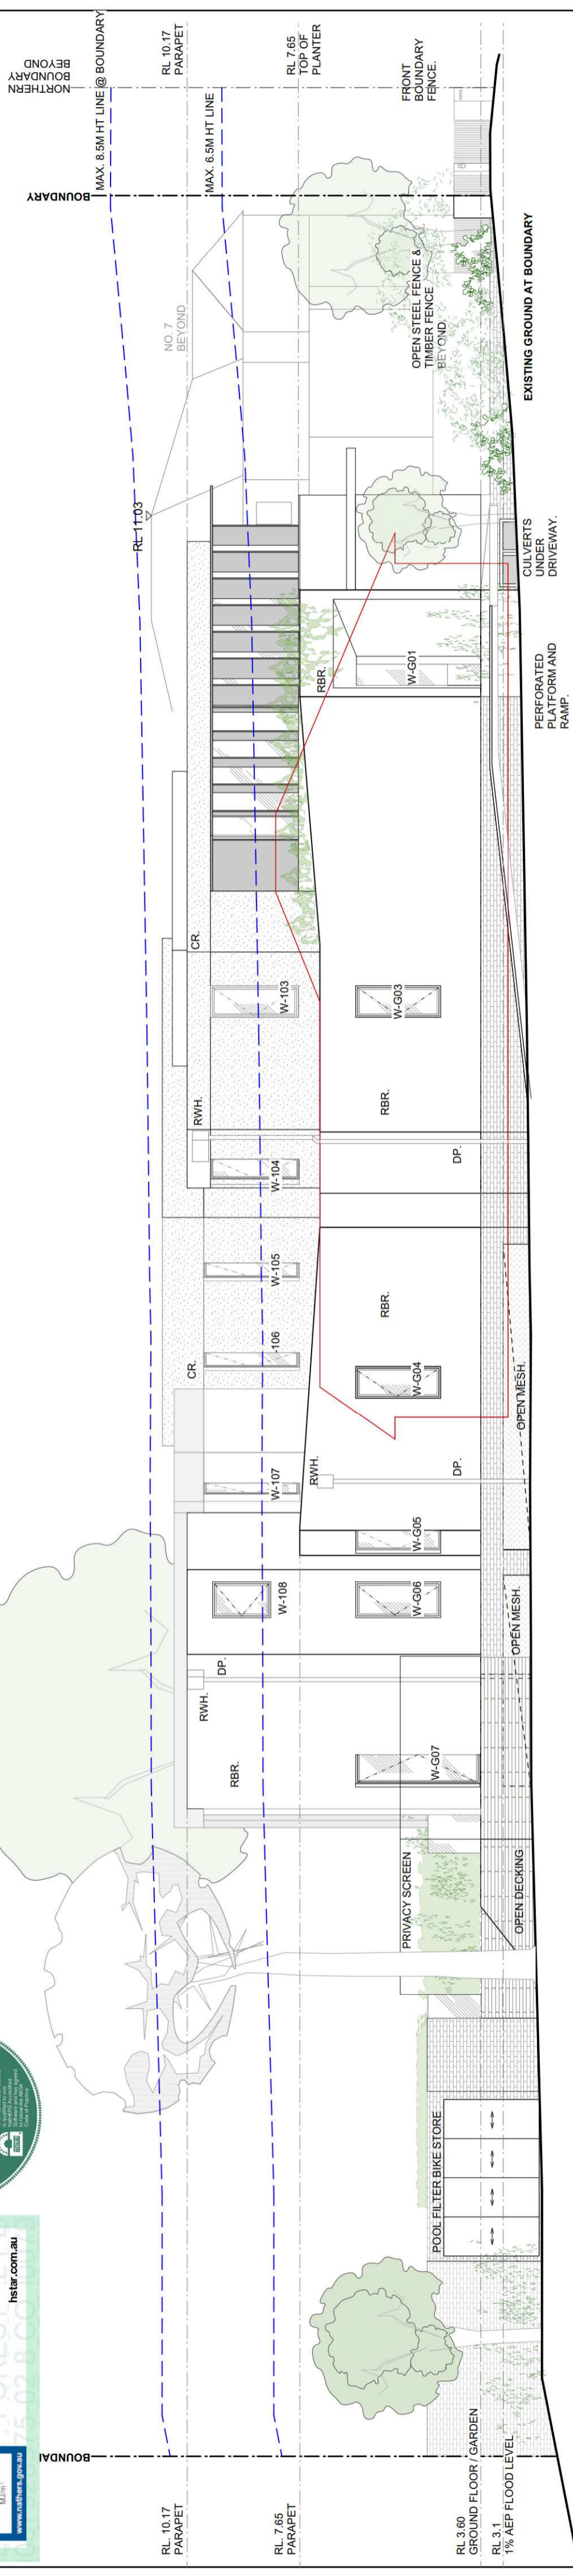 NORTHERN
BOUNDARY
BEYOND
BOUNDARY
MAX. 8.5M HT LINE @ BOUNDARY
RL 10.17
PARAPET
MAX. 6.5M HT LINE
RL 7.65
TOP OF
PLANTER
FRONT
BOUNDARY
FENCE.
8
NO. 7
BEYOND
OPEN STEEL FENCE &
TIMBER FENCE
BEYOND.
EXISTING GROUND AT BOUNDARY
RL 11.03
CULVERTS
UNDER
DRIVEWAY.
PERFORATED
PLATFORM AND
RAMP.
RBR.
W-G01
CR.
W-103
W-G03
RWH.
RBR.
W-104
DP.
W-105
RBR.
-106
CR.
W-G04
OPEN MESH.
W-107
RWH.
DP.
W-G05
W-108
W-G06
OPEN MESH.
DP.
RWH.
RBR.
W-G07
PRIVACY SCREEN
OPEN DECKING
POOL FILTER BIKE STORE
hstar.com.au
www.nathers.gov.au
BOUNDAI
RL. 10.17
PARAPET
RL. 7.65
PARAPET
RL 3.60
GROUND FLOOR / GARDEN
RL 3.1
1% AEP FLOOD LEVEL